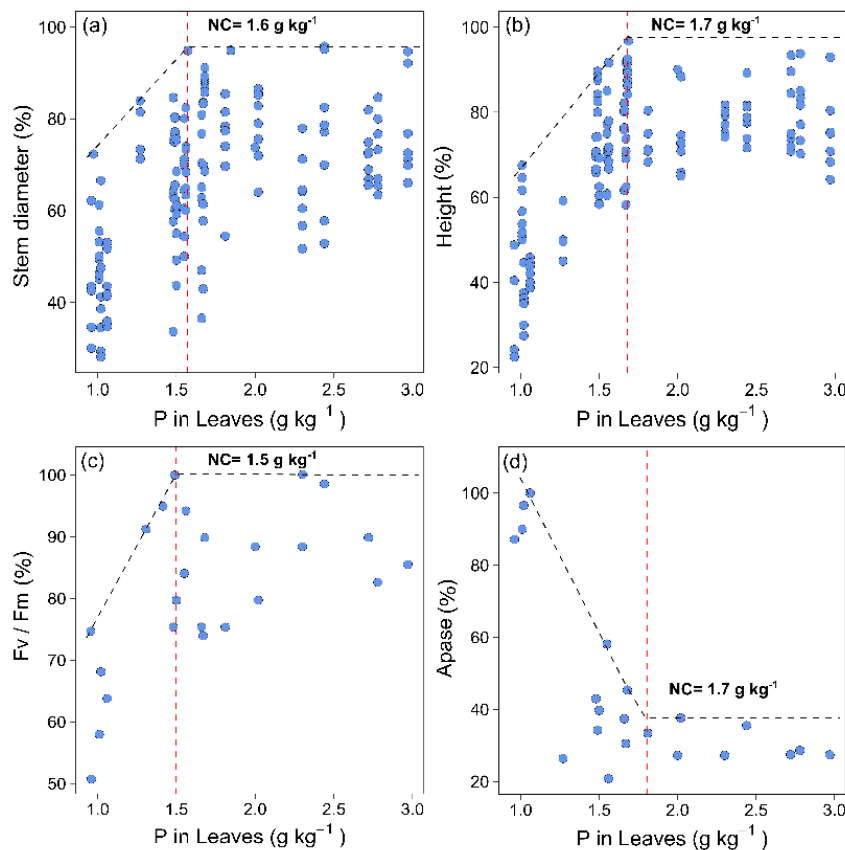 (a)
NC= 1.6 g kg⁻¹
100
80
60
40
Stem diameter (%)
1.0
1.5
2.0
2.5
3.0
P in Leaves (g kg⁻¹)
(b)
NC= 1.7 g kg⁻¹
100
80
60
40
20
Height (%)
1.0
1.5
2.0
2.5
3.0
P in Leaves (g kg⁻¹)
(c)
NC= 1.5 g kg⁻¹
100
90
80
70
60
50
Fv / Fm (%)
1.0
1.5
2.0
2.5
3.0
P in Leaves (g kg⁻¹)
(d)
100
80
60
40
20
Apase (%)
NC= 1.7 g kg⁻¹
1.0
1.5
2.0
2.5
3.0
P in Leaves (g kg⁻¹)